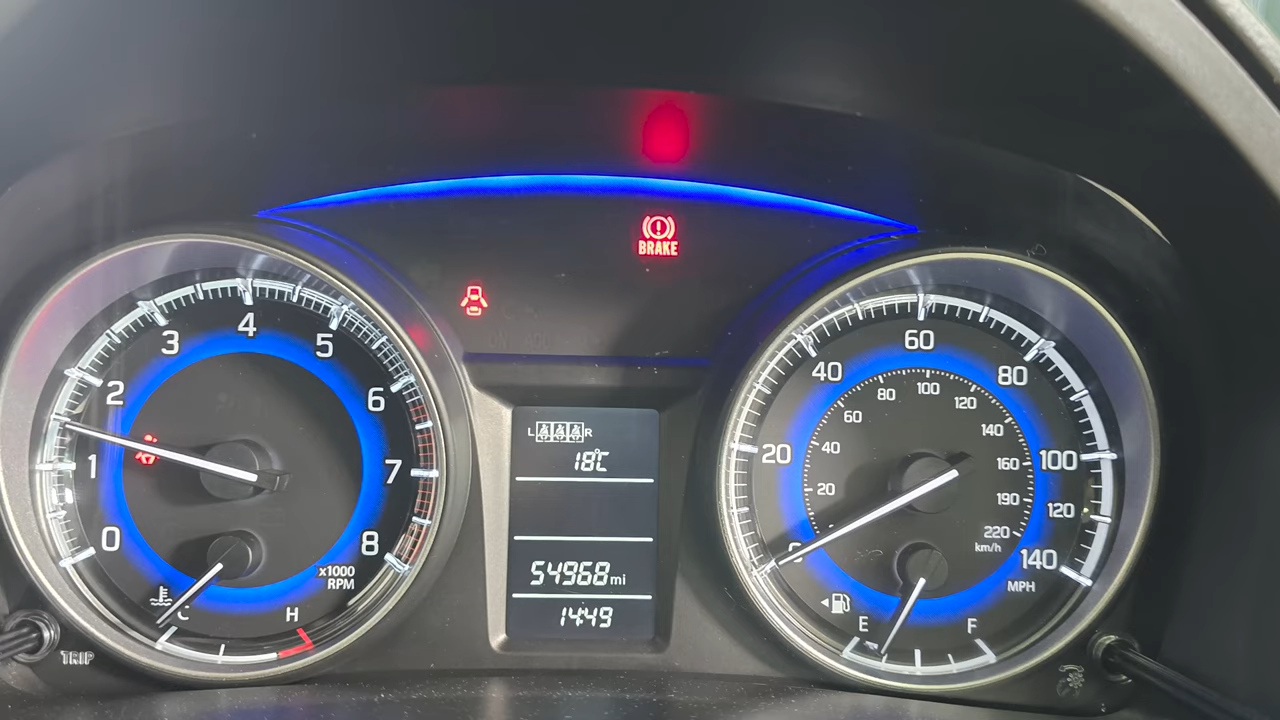 BRAKE
0 1 2 3 4 5 6 7 8
x1000
RPM
C H
TRIP
L R
18°C
54968 mi
14:49
0 20 40 60 80 100 120 140
MPH
20 40 60 80 100 120 140 160 190 220
km/h
E F